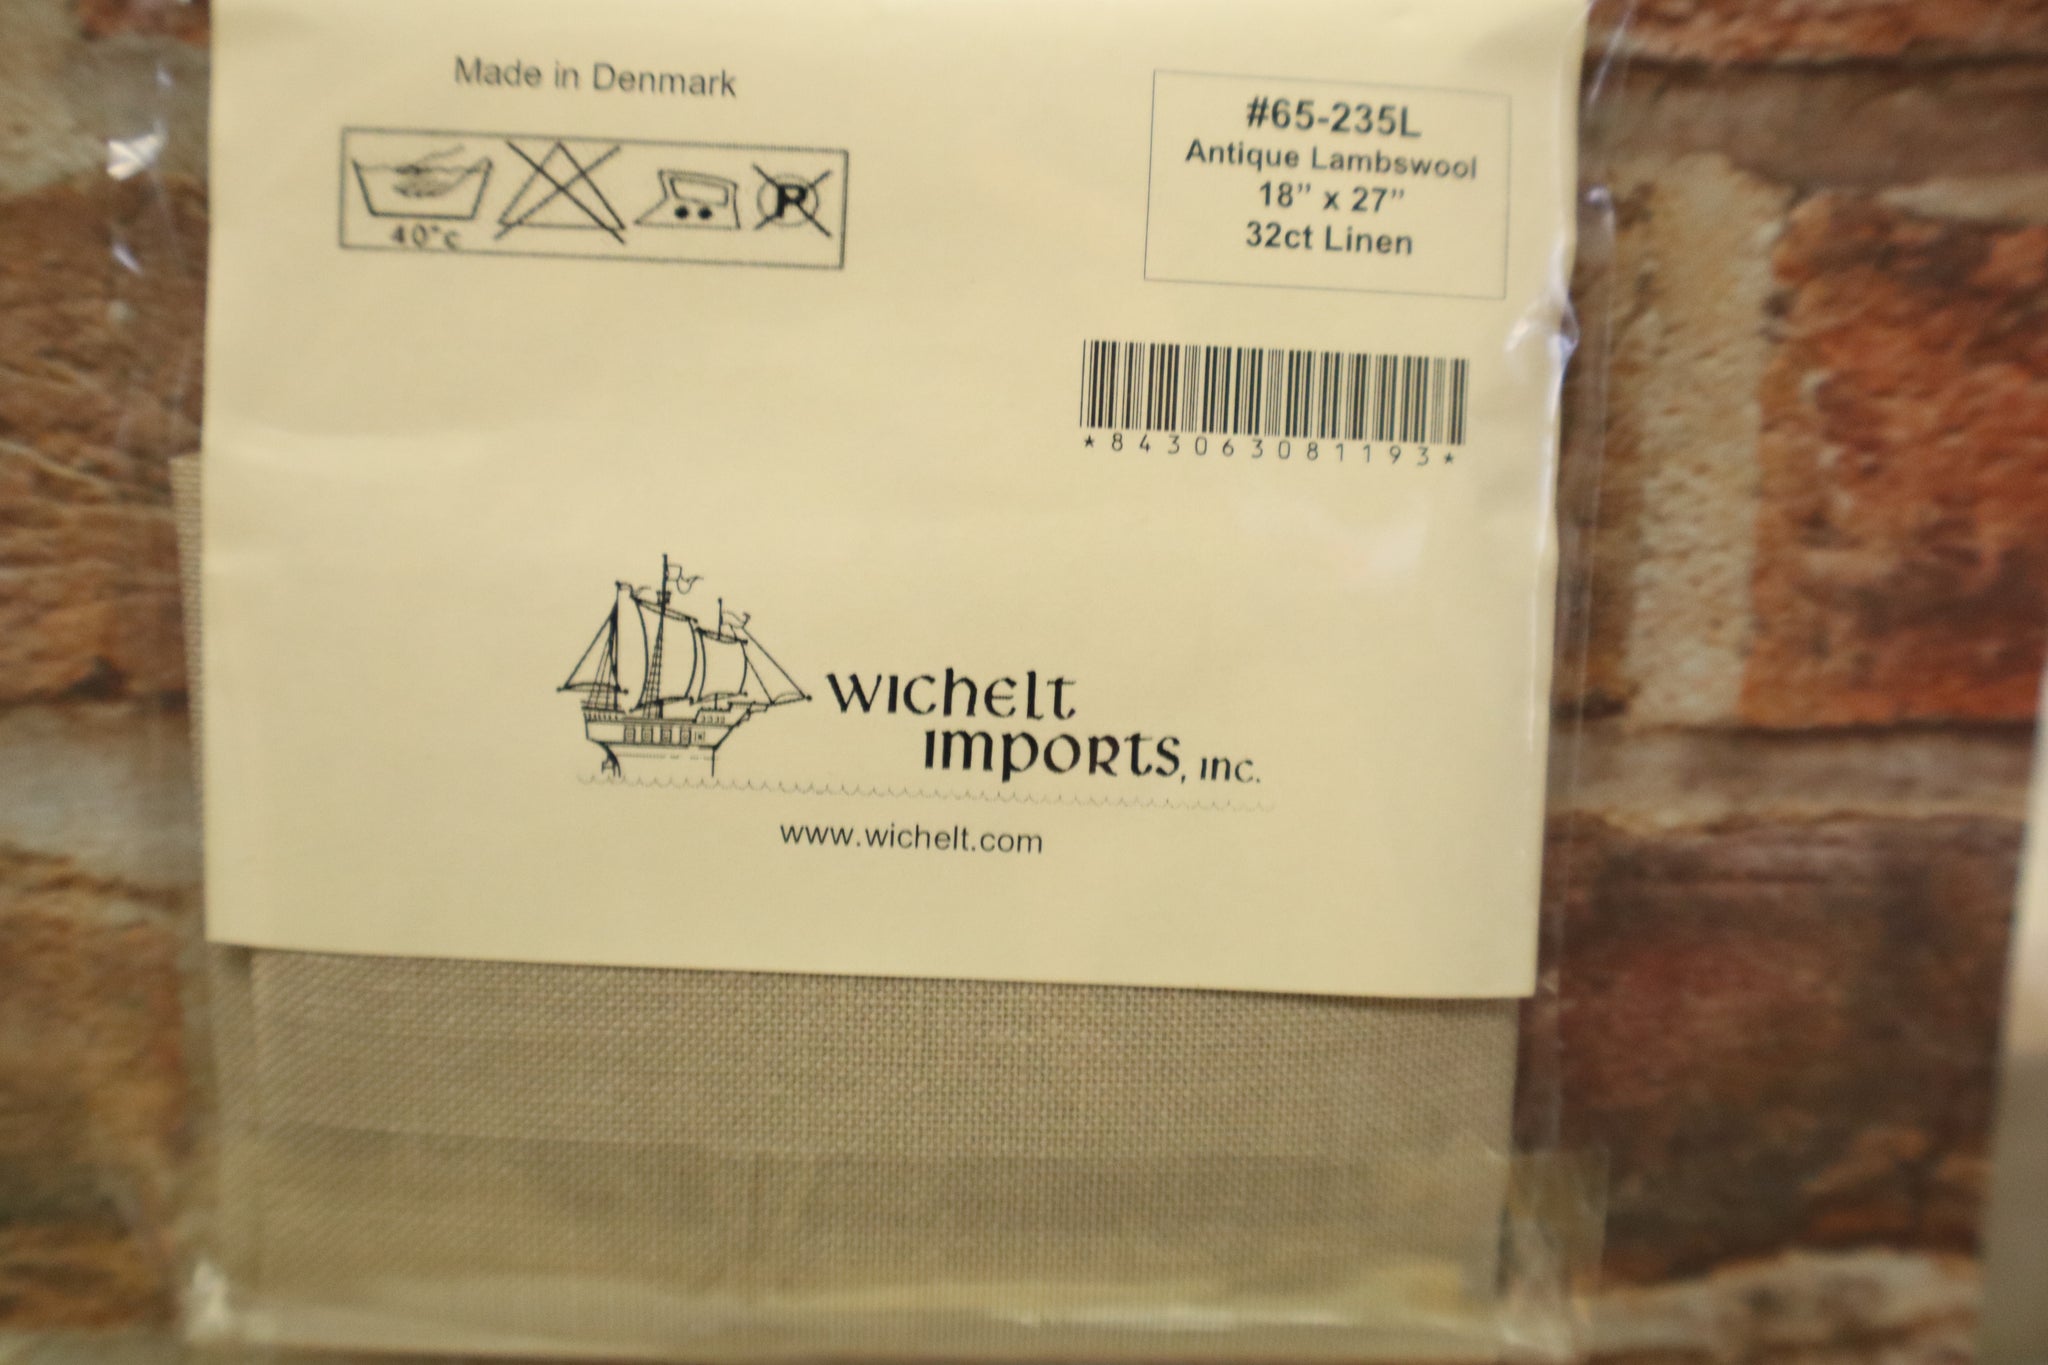 Made in Denmark
40°c
P
#65-235L
Antique Lambswool
18" x 27"
32ct Linen
*843063081193*
Wichelt
Imports, Inc.
www.wichelt.com